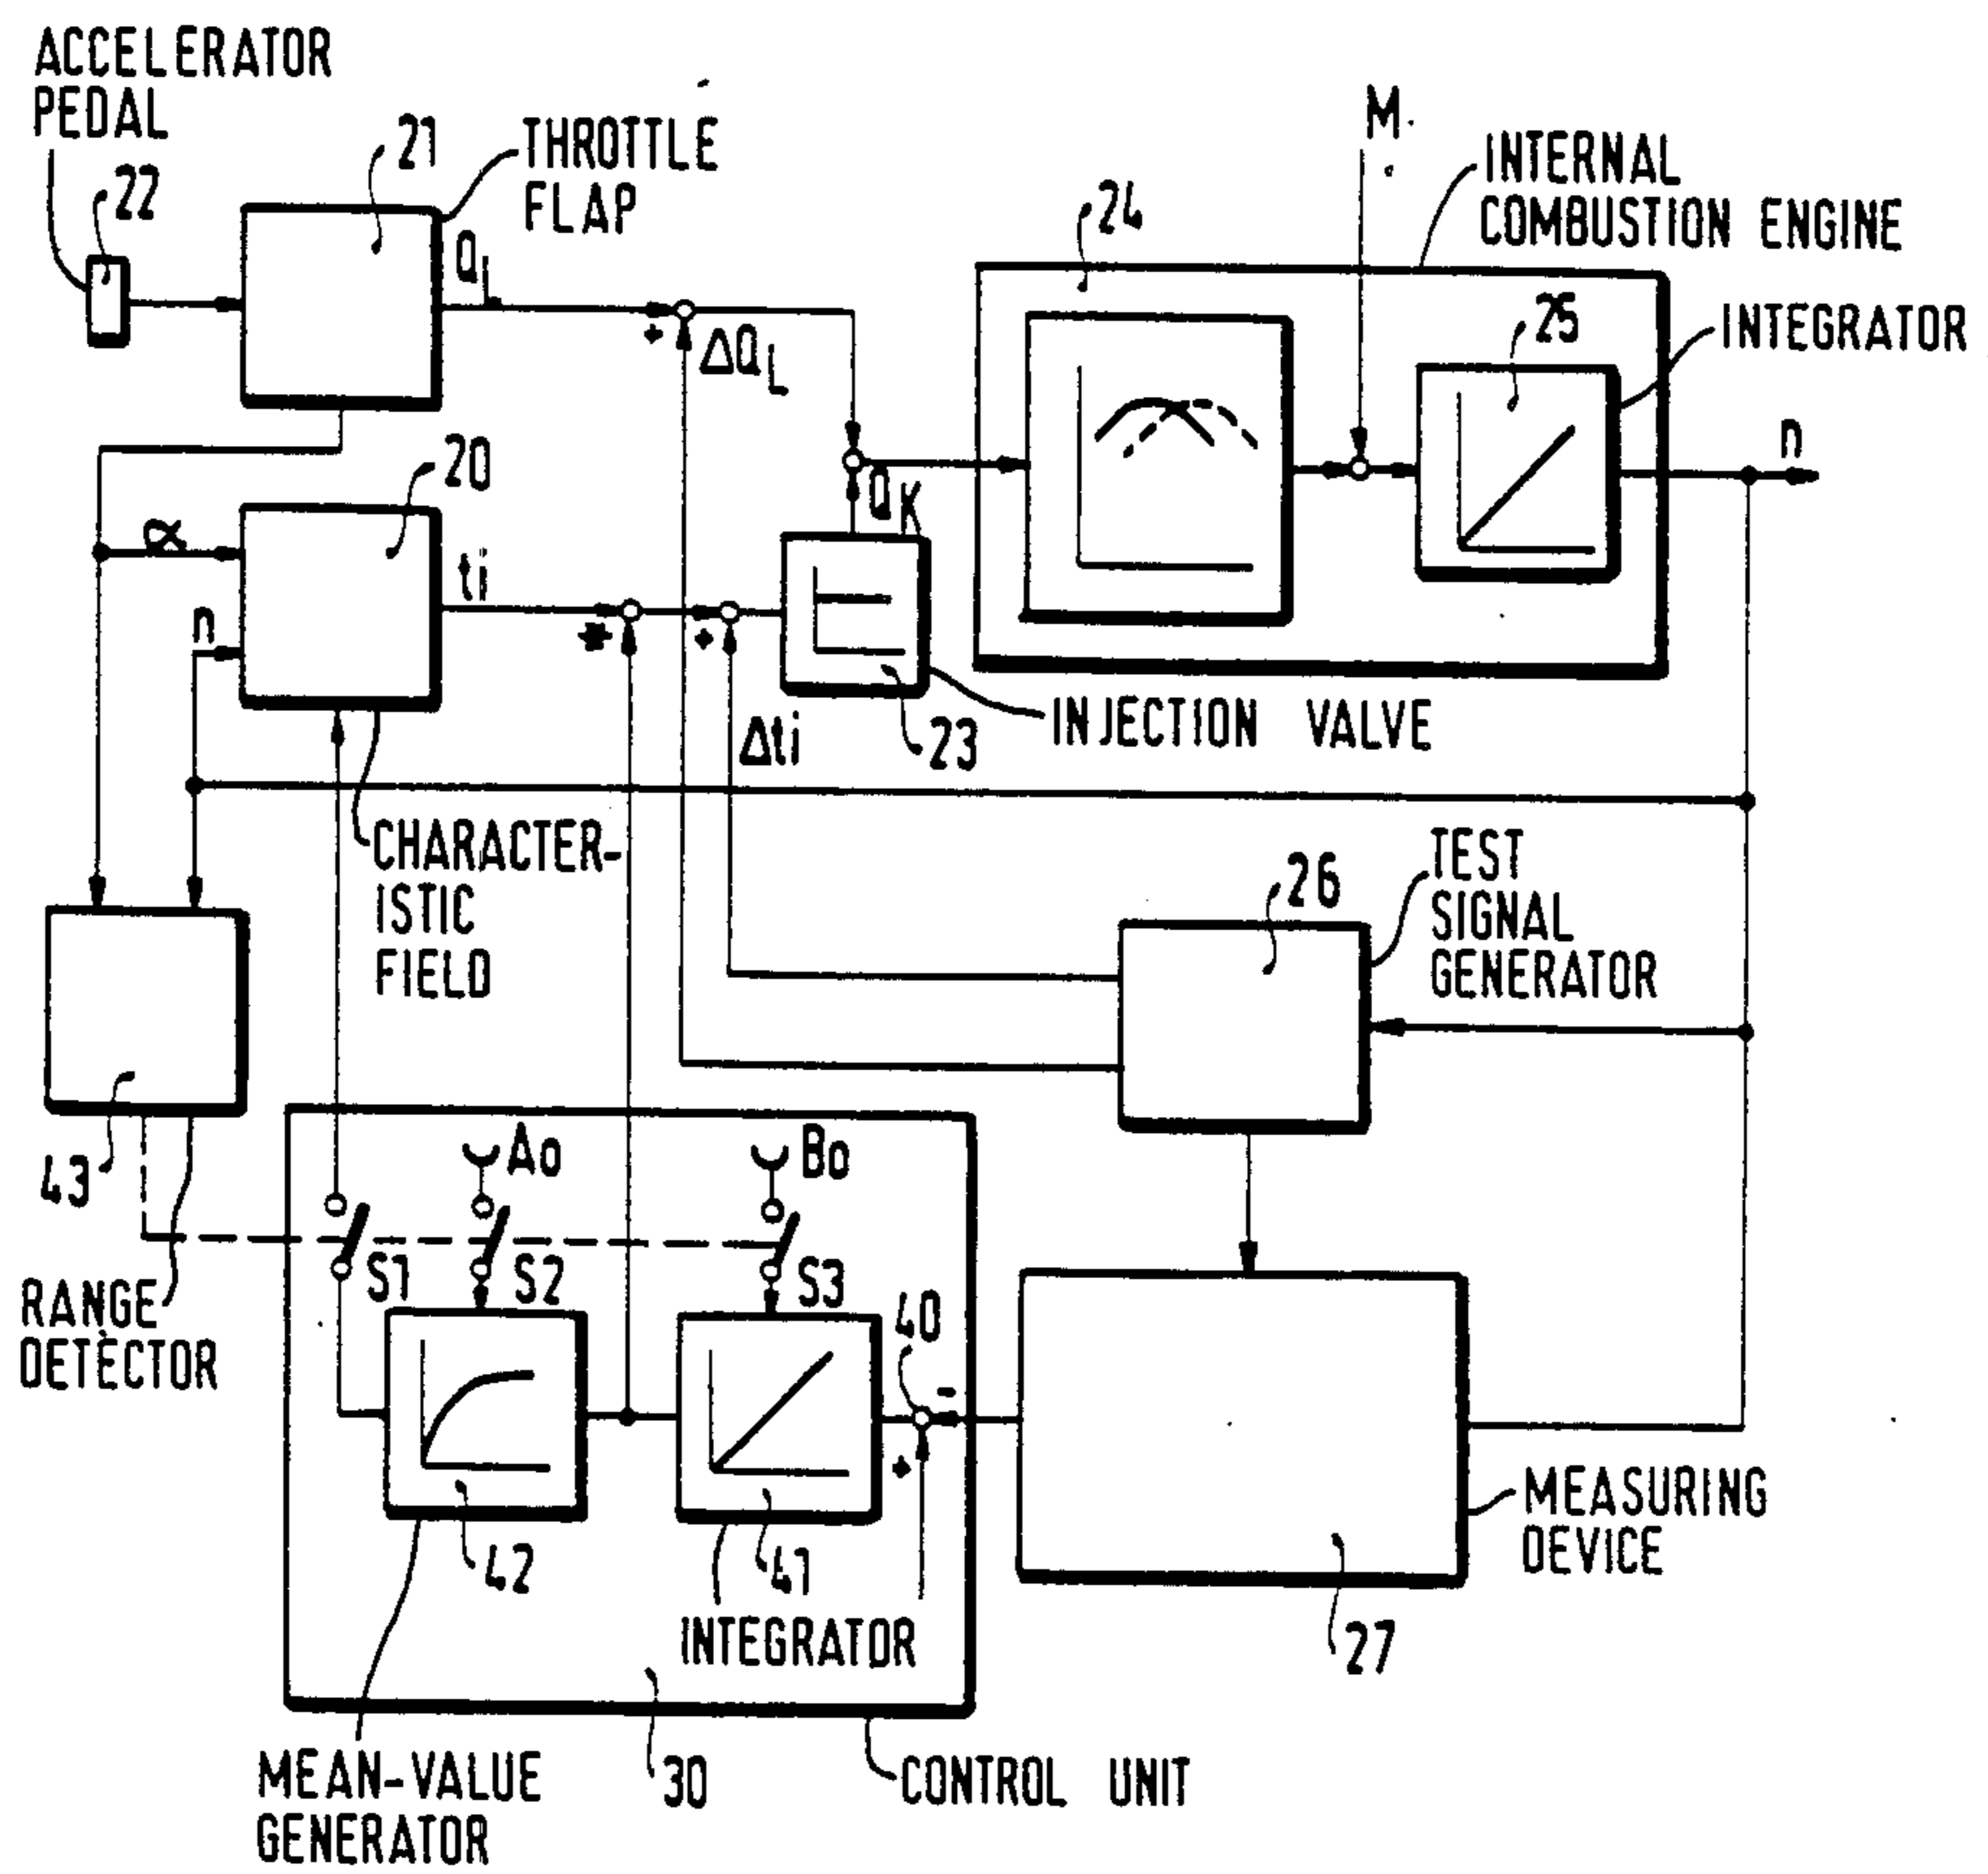 ACCELERATOR
PEDAL
22
21
THROTTLE
FLAP
QL
+
ΔQL
M
24
INTERNAL
COMBUSTION ENGINE
25
INTEGRATOR
n
20
α
n
ti
*
+
QK
Δti
23
INJECTION VALVE
CHARACTER-
ISTIC
FIELD
26
TEST
SIGNAL
GENERATOR
43
RANGE
DETECTOR
Ao
Bo
S1
S2
S3
40
-
+
42
41
INTEGRATOR
MEASURING
DEVICE
27
30
CONTROL UNIT
MEAN-VALUE
GENERATOR